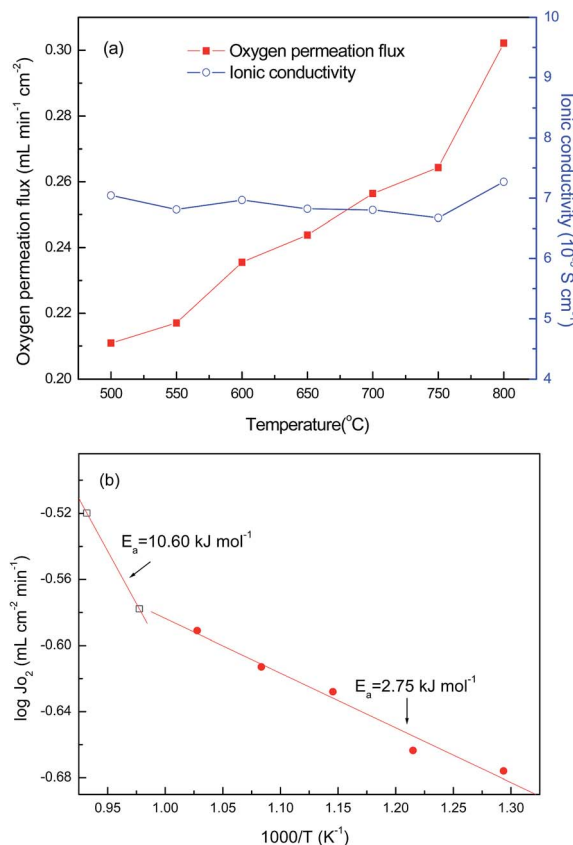 (a)
Oxygen permeation flux
Ionic conductivity
Oxygen permeation flux (mL min⁻¹ cm⁻²)
0.30
0.28
0.26
0.24
0.22
0.20
10
9
8
7
6
5
4
Ionic conductivity (10⁻³ S cm⁻¹)
500 550 600 650 700 750 800
Temperature(°C)
(b)
log Jo₂ (mL cm⁻² min⁻¹)
-0.52
-0.56
-0.60
-0.64
-0.68
Eₐ=10.60 kJ mol⁻¹
Eₐ=2.75 kJ mol⁻¹
0.95 1.00 1.05 1.10 1.15 1.20 1.25 1.30
1000/T (K⁻¹)